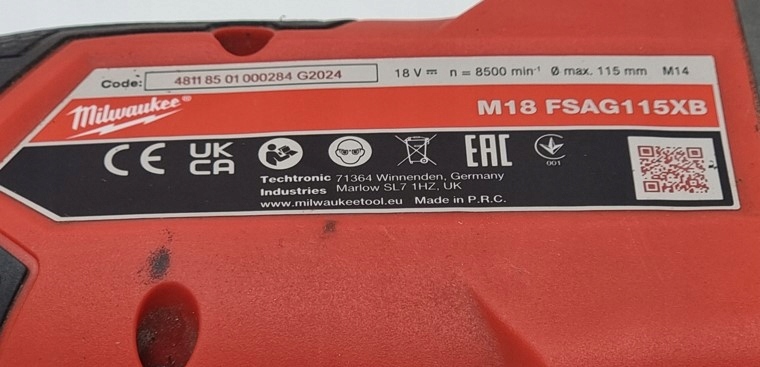 Code: 4811 85 01 000284 G2024 18 V ⎓ n = 8500 min⁻¹ Ø max. 115 mm M14
Milwaukee®
M18 FSAG115XB
CE UK CA EAC 001
Techtronic 71364 Winnenden, Germany
Industries Marlow SL7 1HZ, UK
www.milwaukeetool.eu Made in P.R.C.